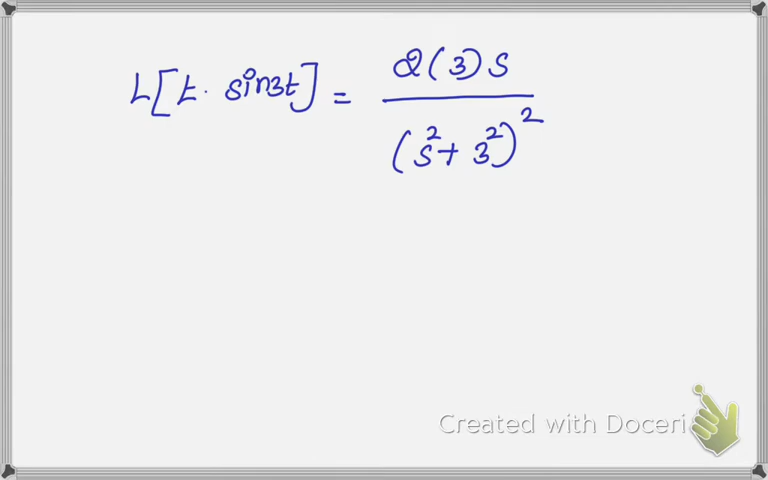 L[t. sin3t] = 2(3)s / (s²+ 3²)²
Created with Doceri